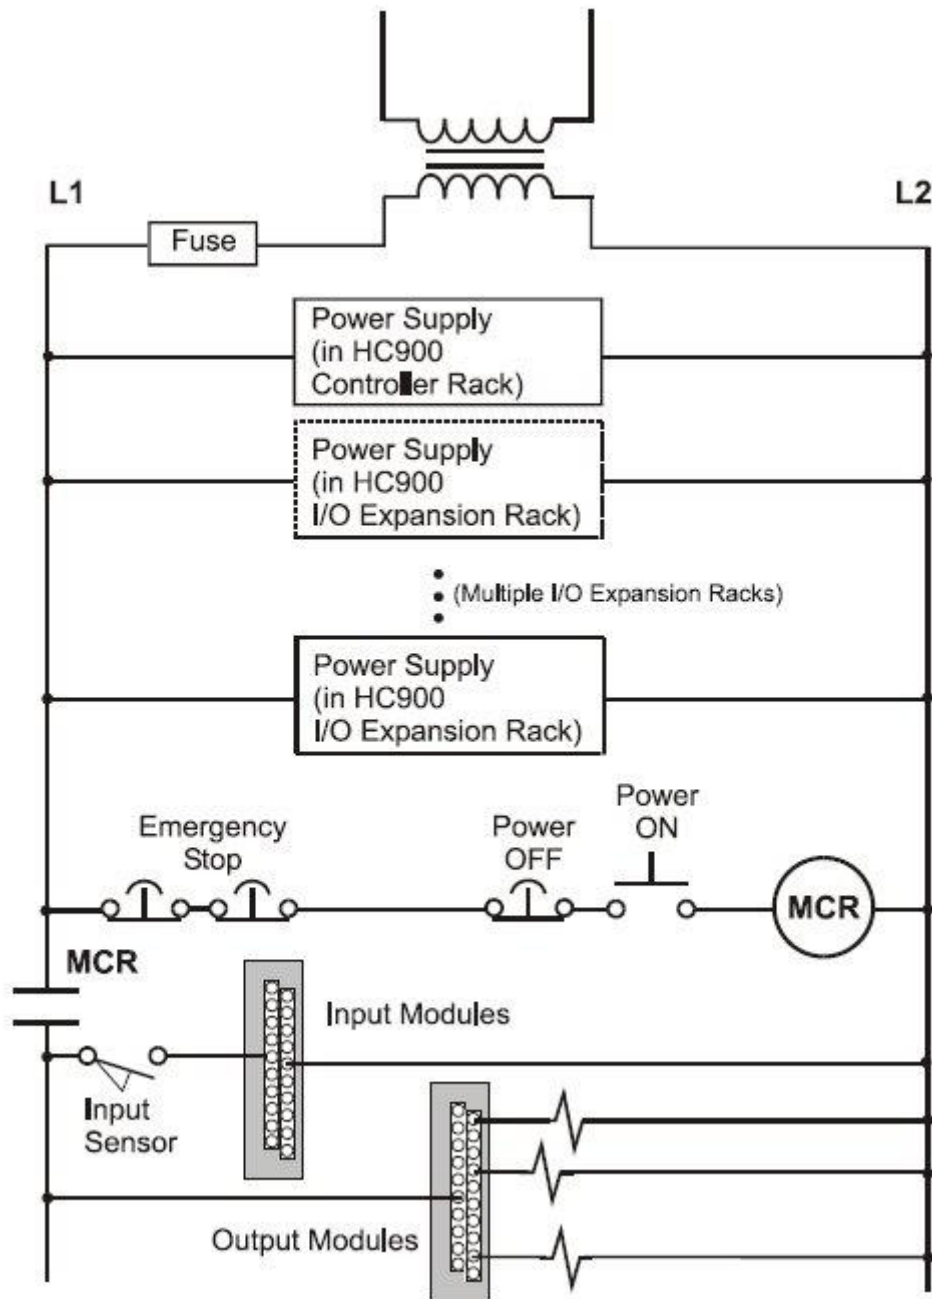 L1
L2
Fuse
Power Supply
(in HC900
Controller Rack)
Power Supply
(in HC900
I/O Expansion Rack)
(Multiple I/O Expansion Racks)
Power Supply
(in HC900
I/O Expansion Rack)
Emergency
Stop
Power
OFF
Power
ON
MCR
MCR
Input Modules
Input
Sensor
Output Modules